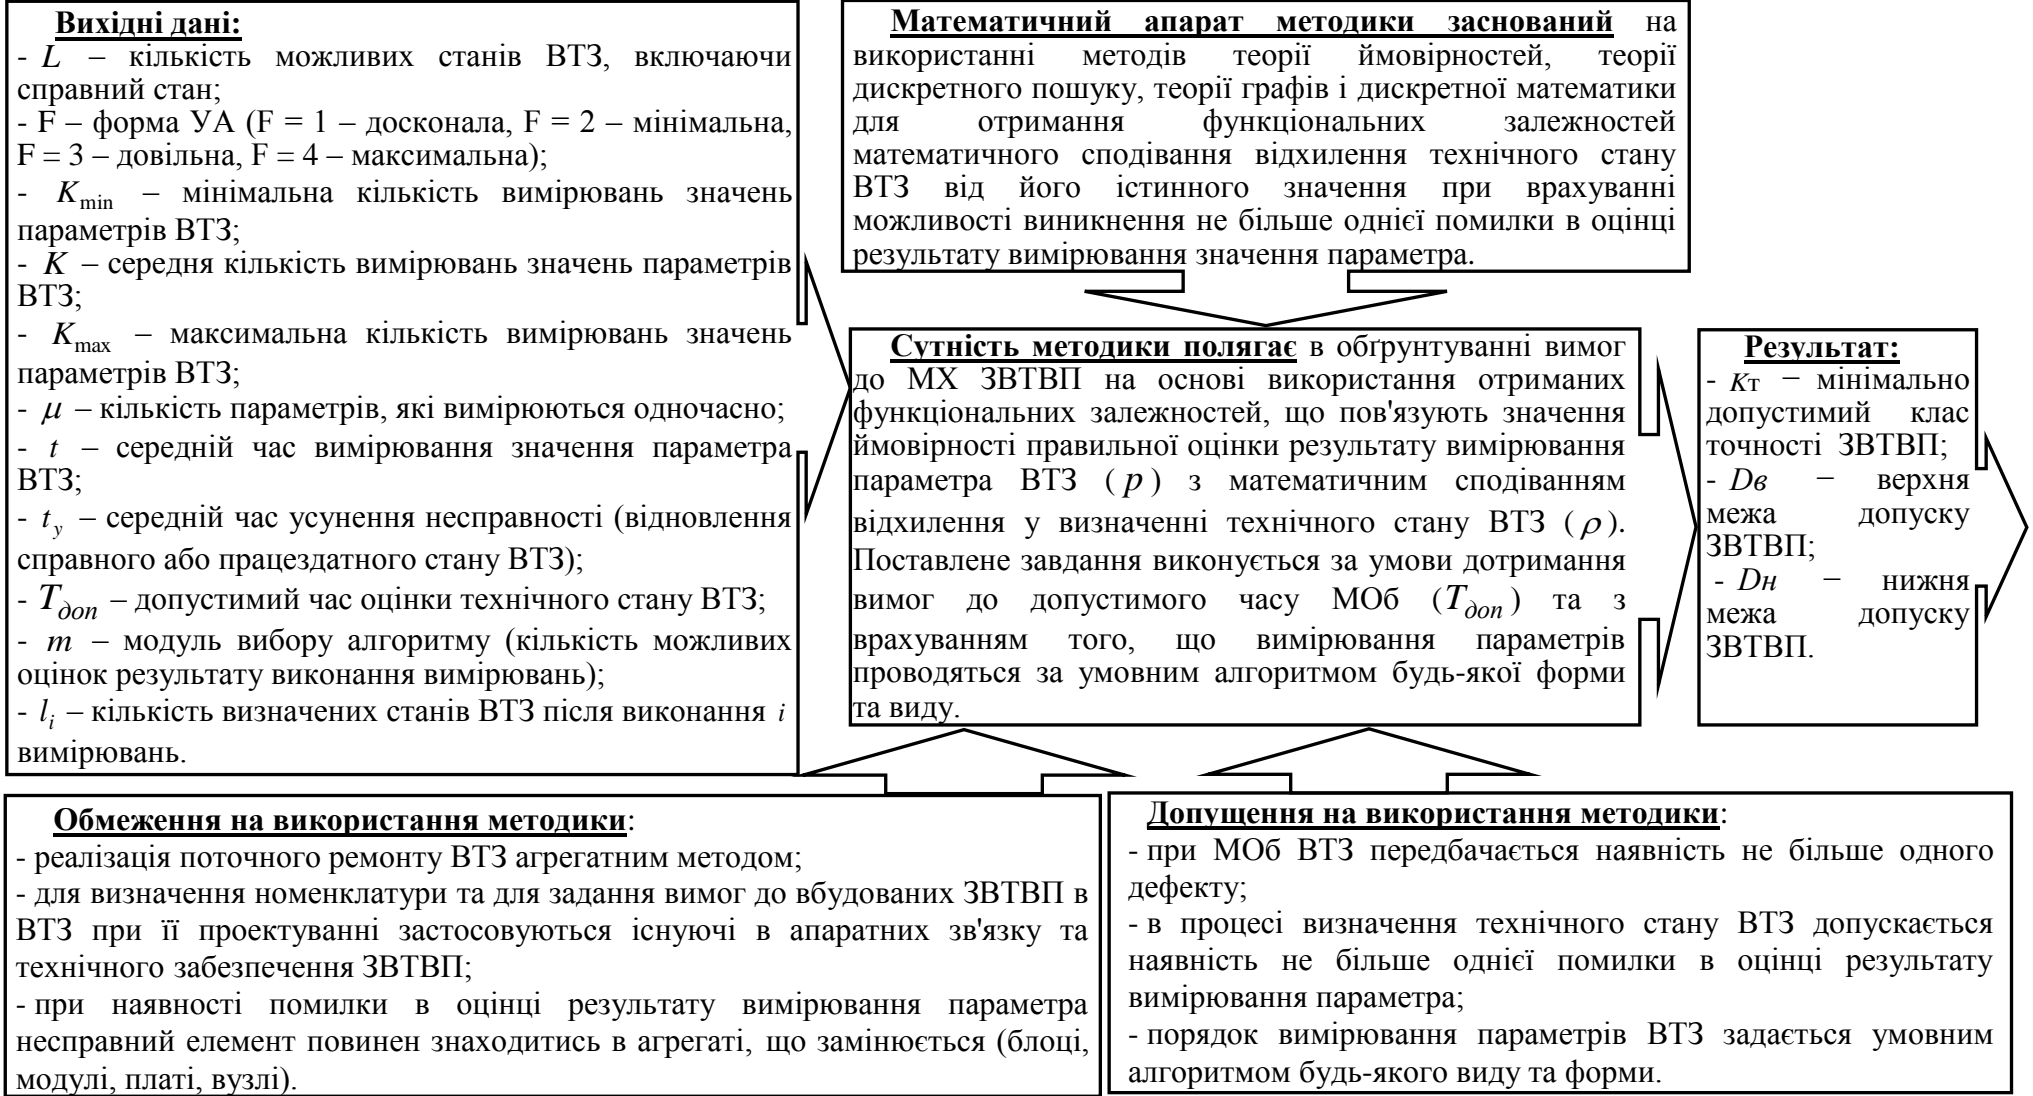 Вихідні дані:
- L – кількість можливих станів ВТЗ, включаючи
справний стан;
- F – форма УА (F = 1 – досконала, F = 2 – мінімальна,
F = 3 – довільна, F = 4 – максимальна);
- Kmin – мінімальна кількість вимірювань значень
параметрів ВТЗ;
- K – середня кількість вимірювань значень параметрів
ВТЗ;
- Kmax – максимальна кількість вимірювань значень
параметрів ВТЗ;
- μ – кількість параметрів, які вимірюються одночасно;
- t – середній час вимірювання значення параметра
ВТЗ;
- ty – середній час усунення несправності (відновлення
справного або працездатного стану ВТЗ);
- Tдоп – допустимий час оцінки технічного стану ВТЗ;
- m – модуль вибору алгоритму (кількість можливих
оцінок результату виконання вимірювань);
- li – кількість визначених станів ВТЗ після виконання i
вимірювань.
Математичний апарат методики заснований на
використанні методів теорії ймовірностей, теорії
дискретного пошуку, теорії графів і дискретної математики
для отримання функціональних залежностей
математичного сподівання відхилення технічного стану
ВТЗ від його істинного значення при врахуванні
можливості виникнення не більше однієї помилки в оцінці
результату вимірювання значення параметра.
Сутність методики полягає в обґрунтуванні вимог
до МХ ЗВТВП на основі використання отриманих
функціональних залежностей, що пов'язують значення
ймовірності правильної оцінки результату вимірювання
параметра ВТЗ ( p ) з математичним сподіванням
відхилення у визначенні технічного стану ВТЗ ( ρ ).
Поставлене завдання виконується за умови дотримання
вимог до допустимого часу МОб (Tдоп ) та з
врахуванням того, що вимірювання параметрів
проводяться за умовним алгоритмом будь-якої форми
та виду.
Результат:
- Kт – мінімально
допустимий клас
точності ЗВТВП;
- Dв – верхня
межа допуску
ЗВТВП;
- Dн – нижня
межа допуску
ЗВТВП.
Обмеження на використання методики:
- реалізація поточного ремонту ВТЗ агрегатним методом;
- для визначення номенклатури та для задання вимог до вбудованих ЗВТВП в
ВТЗ при її проектуванні застосовуються існуючі в апаратних зв'язку та
технічного забезпечення ЗВТВП;
- при наявності помилки в оцінці результату вимірювання параметра
несправний елемент повинен знаходитись в агрегаті, що замінюється (блоці,
модулі, платі, вузлі).
Допущення на використання методики:
- при МОб ВТЗ передбачається наявність не більше одного
дефекту;
- в процесі визначення технічного стану ВТЗ допускається
наявність не більше однієї помилки в оцінці результату
вимірювання параметра;
- порядок вимірювання параметрів ВТЗ задається умовним
алгоритмом будь-якого виду та форми.